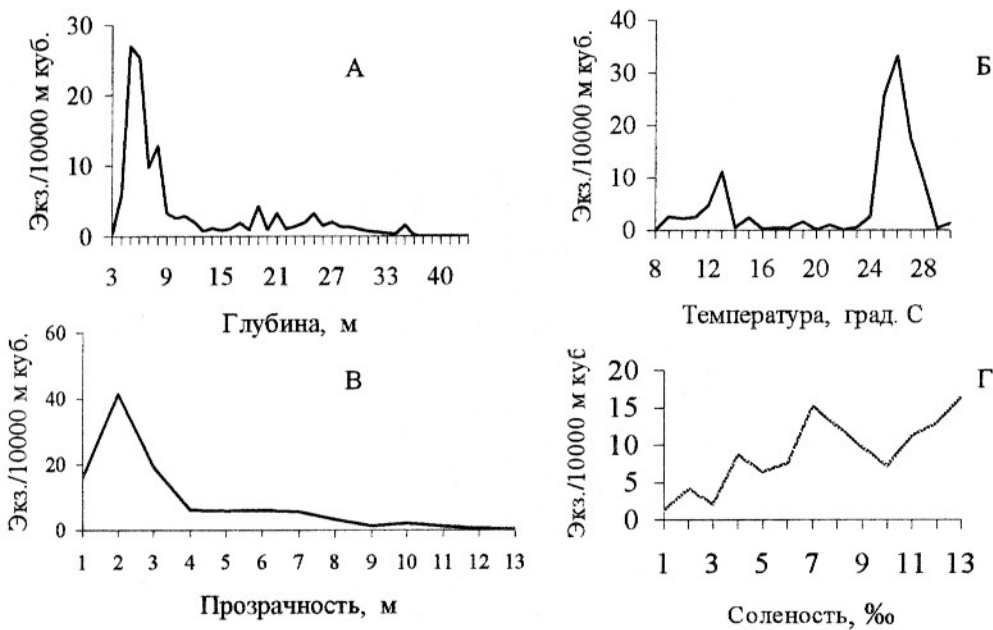 Экз./10000 м куб.
30
20
10
0
А
3 9 15 21 27 33 40
Глубина, м
Экз./10000 м куб.
40
30
20
10
0
Б
8 12 16 20 24 28
Температура, град. С
Экз./10000 м куб.
60
40
20
0
В
1 2 3 4 5 6 7 8 9 10 11 12 13
Прозрачность, м
Экз./10000 м куб
20
15
10
5
0
Г
1 3 5 7 9 11 13
Соленость, ‰